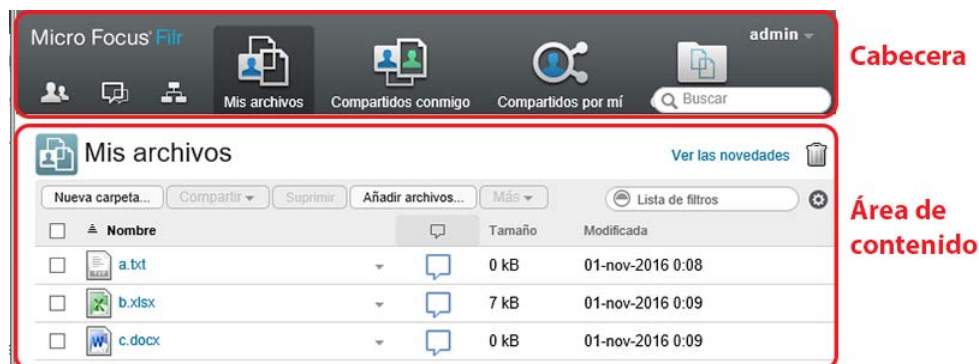 Micro Focus Filr
admin
Cabecera
Mis archivos
Compartidos conmigo
Compartidos por mí
Buscar
Mis archivos
Ver las novedades
Nueva carpeta...
Compartir
Suprimir
Añadir archivos...
Más
Lista de filtros
Área de
contenido
Nombre
Tamaño
Modificada
a.txt
0 kB
01-nov-2016 0:08
b.xlsx
7 kB
01-nov-2016 0:09
c.docx
0 kB
01-nov-2016 0:09